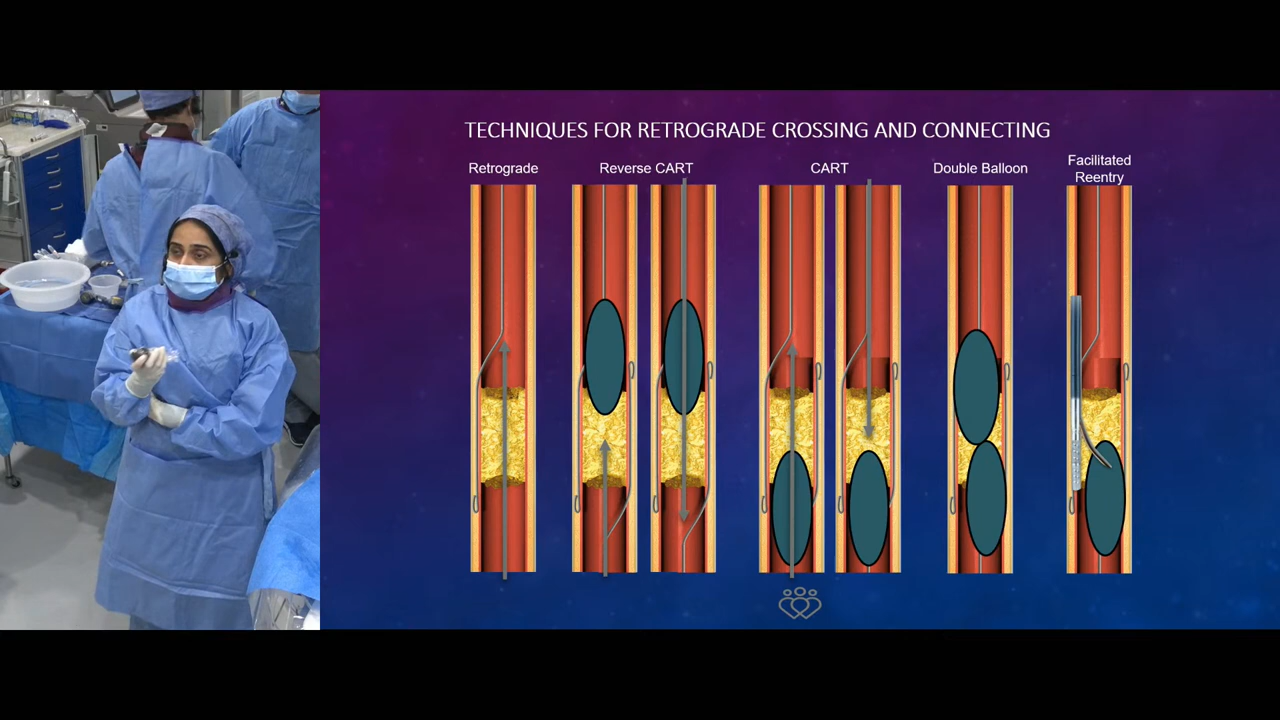 TECHNIQUES FOR RETROGRADE CROSSING AND CONNECTING
Retrograde
Reverse CART
CART
Double Balloon
Facilitated
Reentry